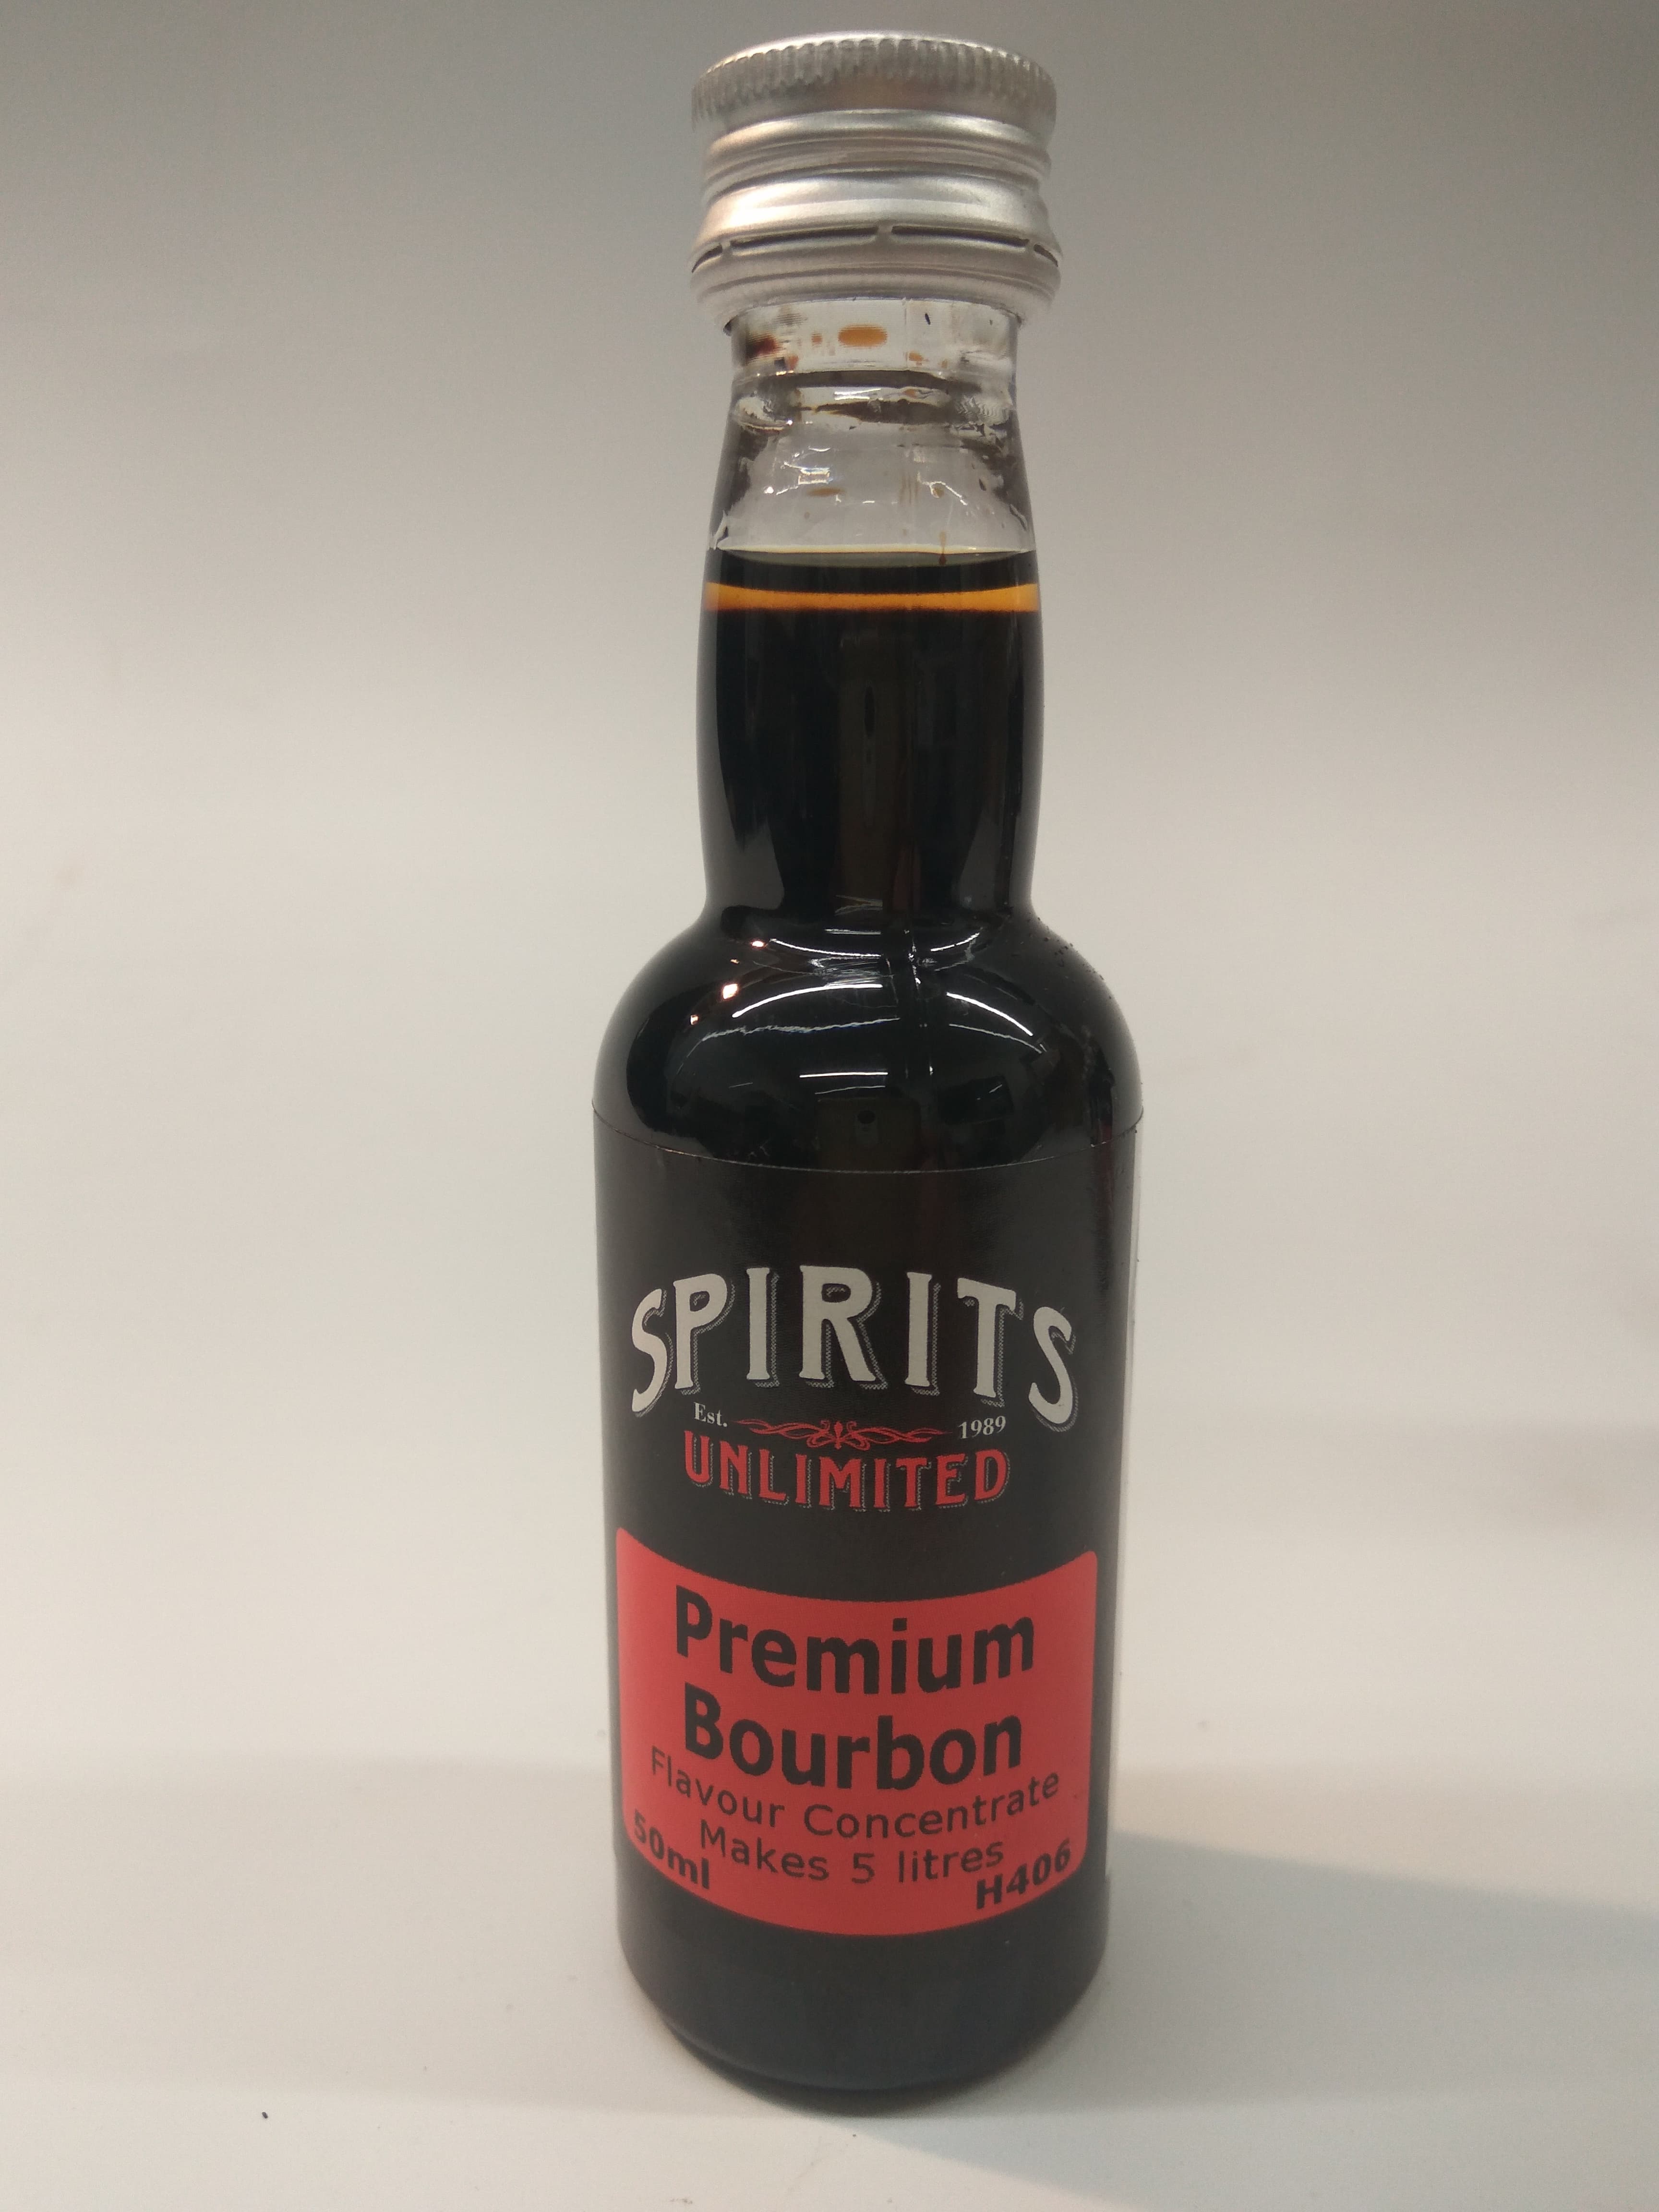 SPIRITS
Est. 1989
UNLIMITED
Premium
Bourbon
Flavour Concentrate
Makes 5 litres
50ml H406